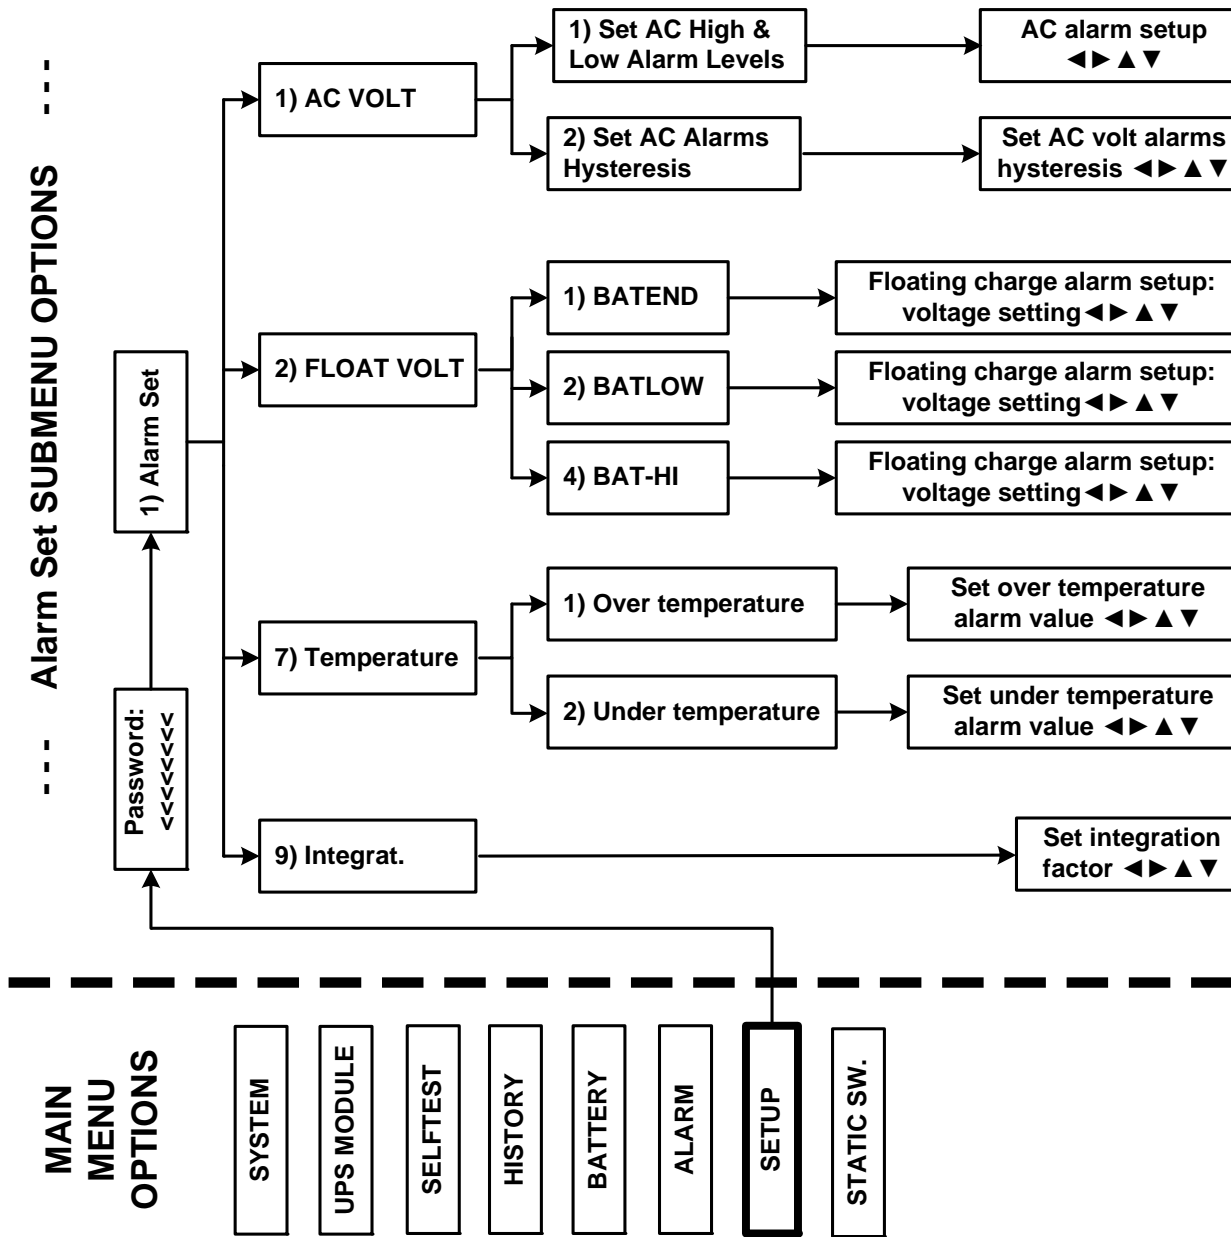 --- Alarm Set SUBMENU OPTIONS ---
Password:
<<<<<<<<<
1) Alarm Set
1) AC VOLT
1) Set AC High &
Low Alarm Levels
AC alarm setup
◄►▲▼
2) Set AC Alarms
Hysteresis
Set AC volt alarms
hysteresis ◄►▲▼
2) FLOAT VOLT
1) BATEND
Floating charge alarm setup:
voltage setting◄►▲▼
2) BATLOW
Floating charge alarm setup:
voltage setting◄►▲▼
4) BAT-HI
Floating charge alarm setup:
voltage setting◄►▲▼
7) Temperature
1) Over temperature
Set over temperature
alarm value ◄►▲▼
2) Under temperature
Set under temperature
alarm value ◄►▲▼
9) Integrat.
Set integration
factor ◄►▲▼
MAIN
MENU
OPTIONS
SYSTEM
UPS MODULE
SELFTEST
HISTORY
BATTERY
ALARM
SETUP
STATIC SW.